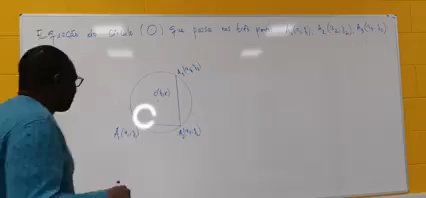 Equação do círculo (O) que passa nos três pontos A₁(x₁, y₁); A₂(x₂, y₂); A₃(x₃, y₃)
A₃(x₃, y₃)
A₁(x₁, y₁)
A₂(x₂, y₂)